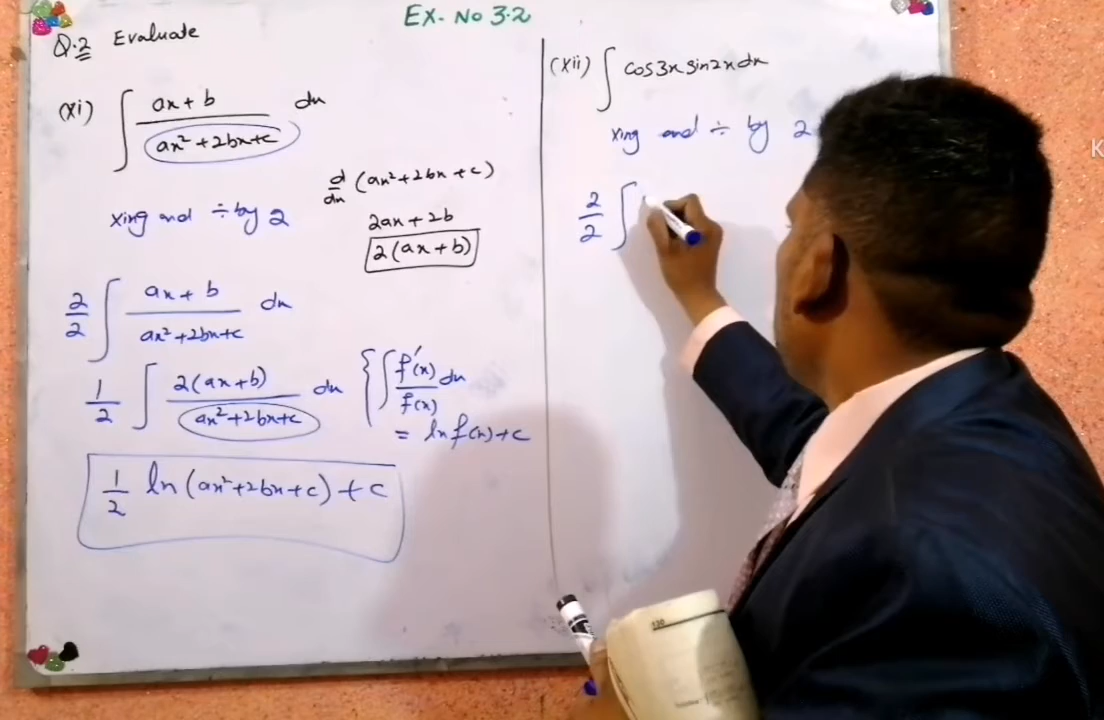 EX. No 3.2
Q.2 Evaluate
(xi) ∫ (ax + b)/(ax² + 2bx + c) dx
d/dx (ax² + 2bx + c)
xing and ÷ by 2
2ax + 2b
2(ax + b)
2/2 ∫ (ax + b)/(ax² + 2bx + c) dx
1/2 ∫ 2(ax + b)/(ax² + 2bx + c) dx { ∫ f'(x)/f(x) dx
= ln f(x) + c
1/2 ln (ax² + 2bx + c) + c
(xii) ∫ cos3x sin2x dx
xing and ÷ by 2
2/2 ∫
K
120